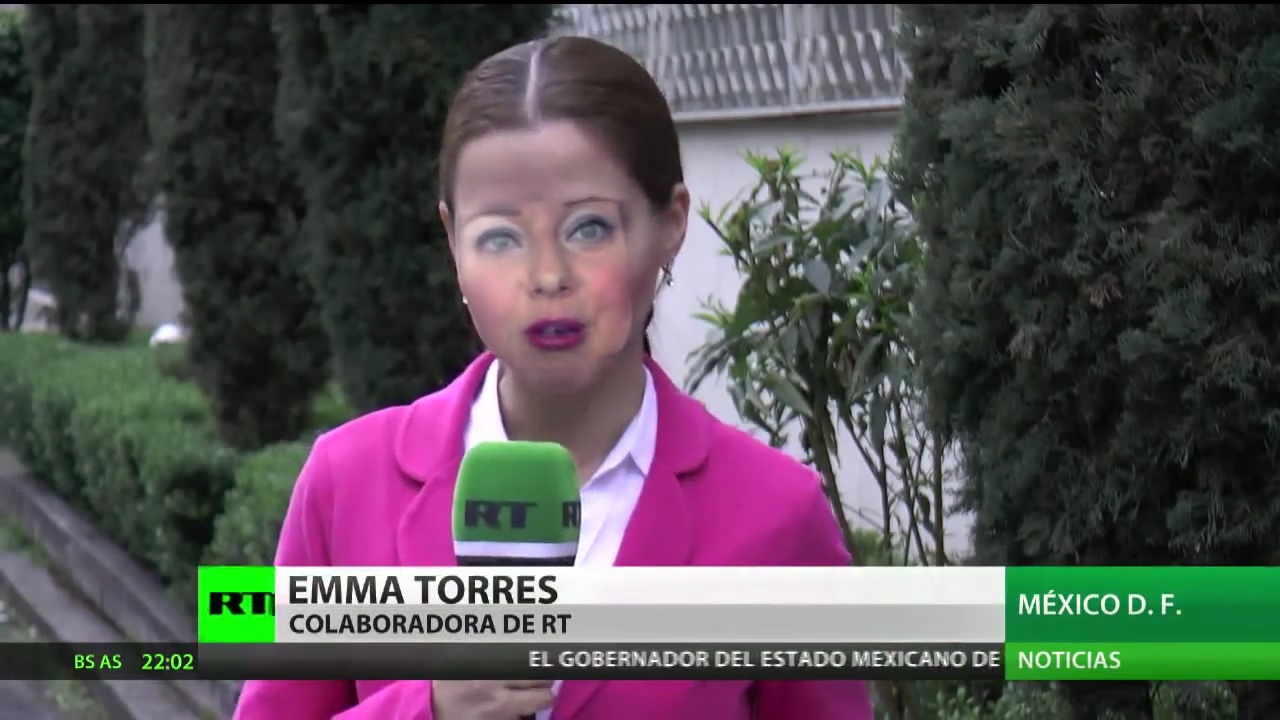 RT R
RT
EMMA TORRES
COLABORADORA DE RT
MÉXICO D. F.
BS AS 22:02
EL GOBERNADOR DEL ESTADO MEXICANO DE
NOTICIAS